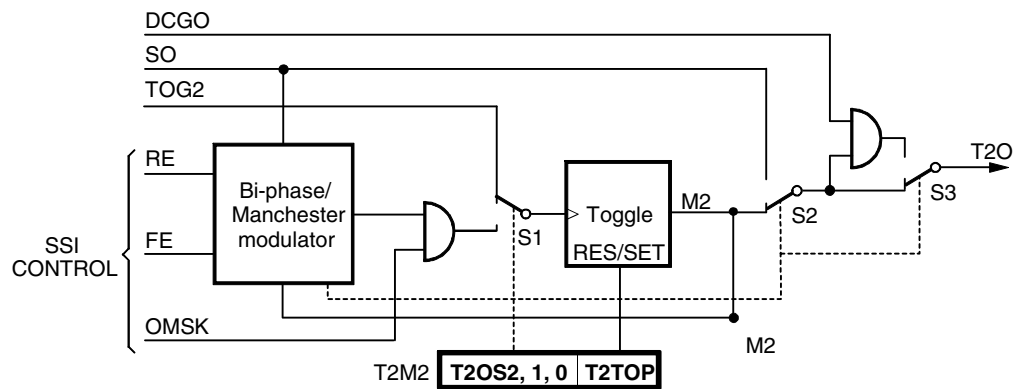 DCGO
SO
TOG2
RE
T2O
Bi-phase/
Manchester
modulator
Toggle
M2
S2
S3
S1
SSI
CONTROL
FE
RES/SET
OMSK
M2
T2M2
T2OS2, 1, 0
T2TOP